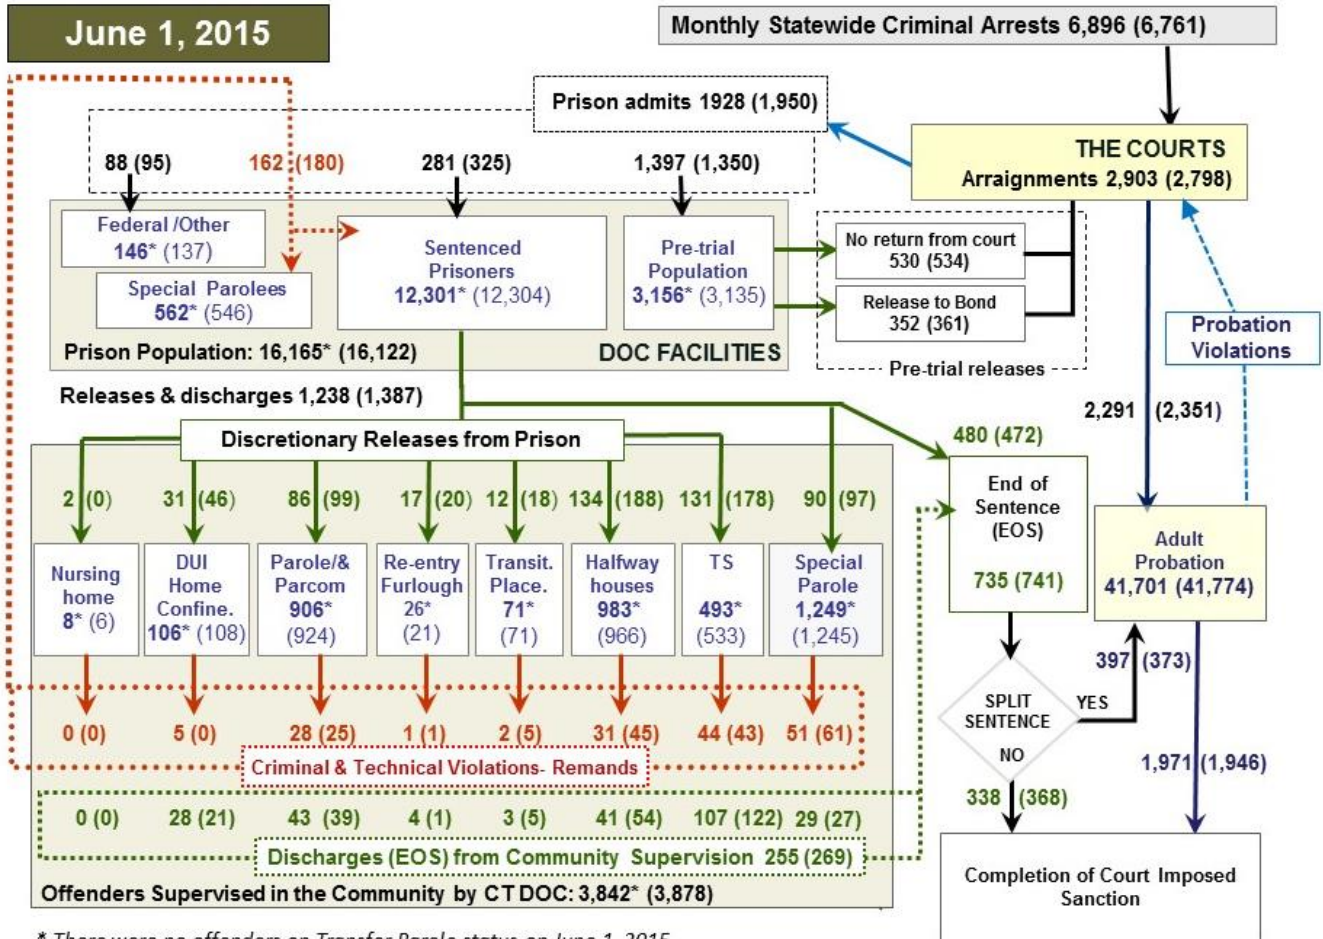 June 1, 2015
Monthly Statewide Criminal Arrests 6,896 (6,761)
Prison admits 1928 (1,950)
THE COURTS
Arraignments 2,903 (2,798)
88 (95)
162 (180)
281 (325)
1,397 (1,350)
Federal /Other
146* (137)
Special Parolees
562* (546)
Sentenced
Prisoners
12,301* (12,304)
Pre-trial
Population
3,156* (3,135)
No return from court
530 (534)
Release to Bond
352 (361)
Pre-trial releases
Probation
Violations
Prison Population: 16,165* (16,122)
DOC FACILITIES
Releases & discharges 1,238 (1,387)
2,291 (2,351)
Discretionary Releases from Prison
480 (472)
2 (0)
31 (46)
86 (99)
17 (20)
12 (18)
134 (188)
131 (178)
90 (97)
End of
Sentence
(EOS)
735 (741)
Adult
Probation
41,701 (41,774)
Nursing
home
8* (6)
DUI
Home
Confine.
106* (108)
Parole/&
Parcom
906*
(924)
Re-entry
Furlough
26*
(21)
Transit.
Place.
71*
(71)
Halfway
houses
983*
(966)
TS
493*
(533)
Special
Parole
1,249*
(1,245)
397 (373)
SPLIT
SENTENCE
YES
NO
0 (0)
5 (0)
28 (25)
1 (1)
2 (5)
31 (45)
44 (43)
51 (61)
Criminal & Technical Violations- Remands
1,971 (1,946)
338 (368)
0 (0)
28 (21)
43 (39)
4 (1)
3 (5)
41 (54)
107 (122)
29 (27)
Discharges (EOS) from Community Supervision 255 (269)
Completion of Court Imposed
Sanction
Offenders Supervised in the Community by CT DOC: 3,842* (3,878)
* There were no offenders on Transfer Parole status on June 1, 2015